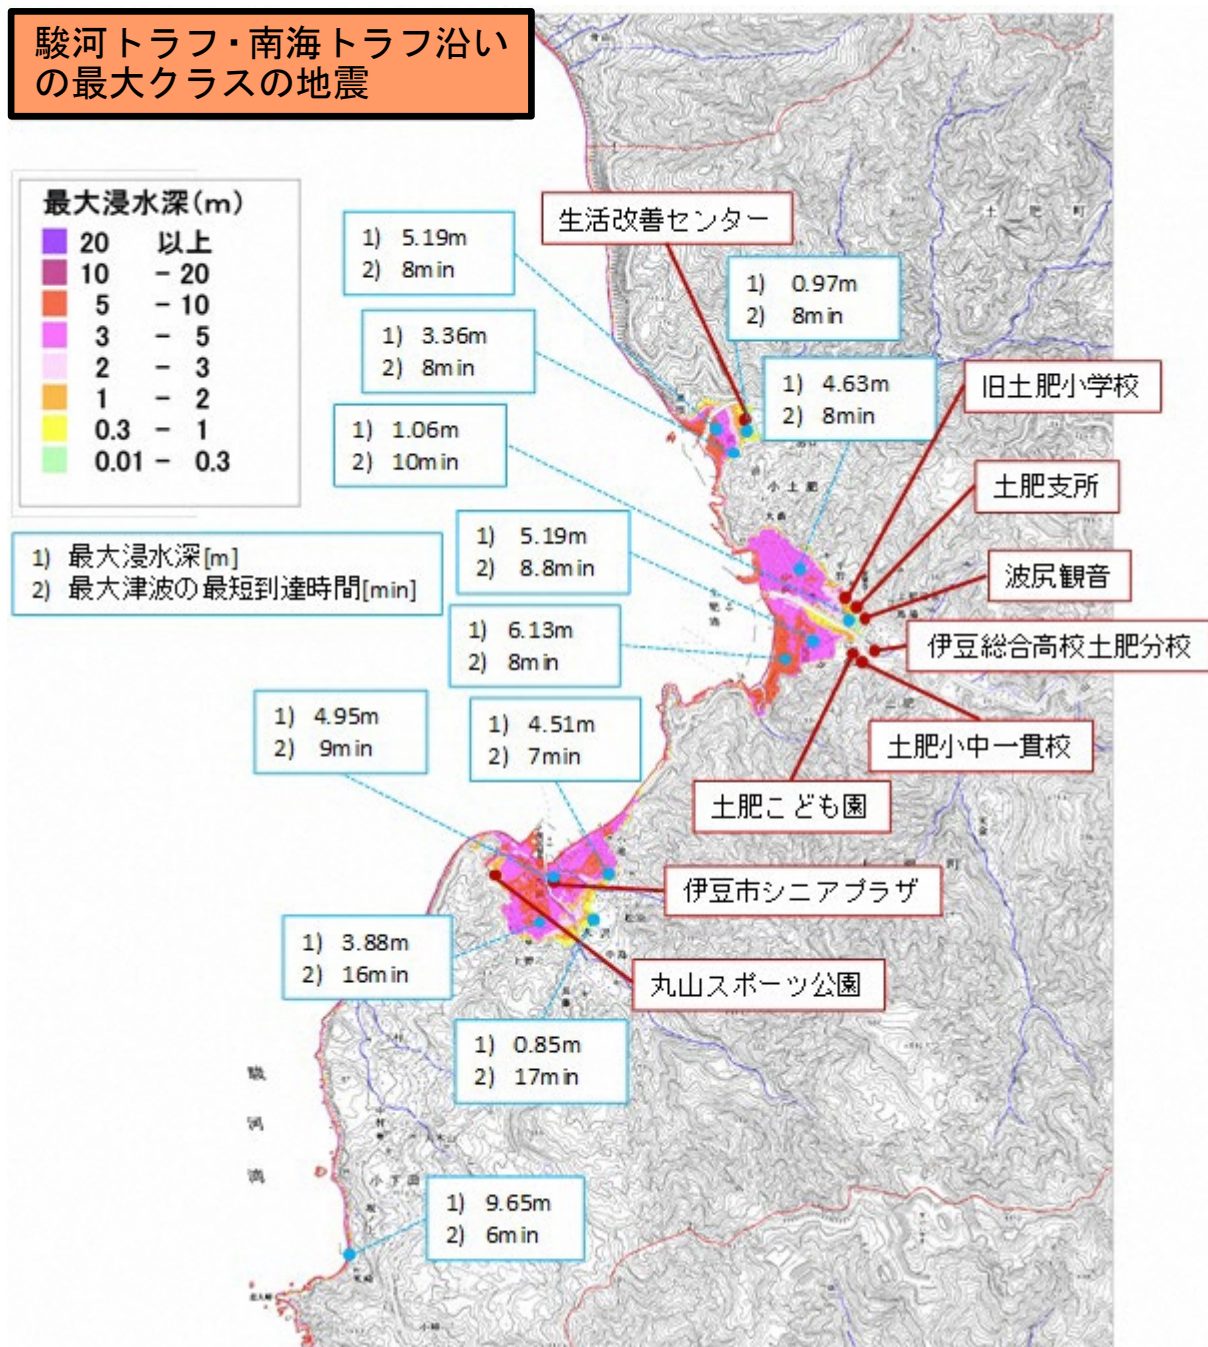 駿河トラフ・南海トラフ沿い
の最大クラスの地震
最大浸水深(m)
20 以上
10 - 20
5 - 10
3 - 5
2 - 3
1 - 2
0.3 - 1
0.01 - 0.3
1) 最大浸水深[m]
2) 最大津波の最短到達時間[min]
1) 5.19m
2) 8min
生活改善センター
1) 0.97m
2) 8min
1) 3.36m
2) 8min
1) 4.63m
2) 8min
旧土肥小学校
1) 1.06m
2) 10min
土肥支所
1) 5.19m
2) 8.8min
波尻観音
1) 6.13m
2) 8min
伊豆総合高校土肥分校
1) 4.95m
2) 9min
1) 4.51m
2) 7min
土肥小中一貫校
土肥こども園
伊豆市シニアプラザ
1) 3.88m
2) 16min
丸山スポーツ公園
1) 0.85m
2) 17min
1) 9.65m
2) 6min
土肥町
小土肥
駿河湾
小下田